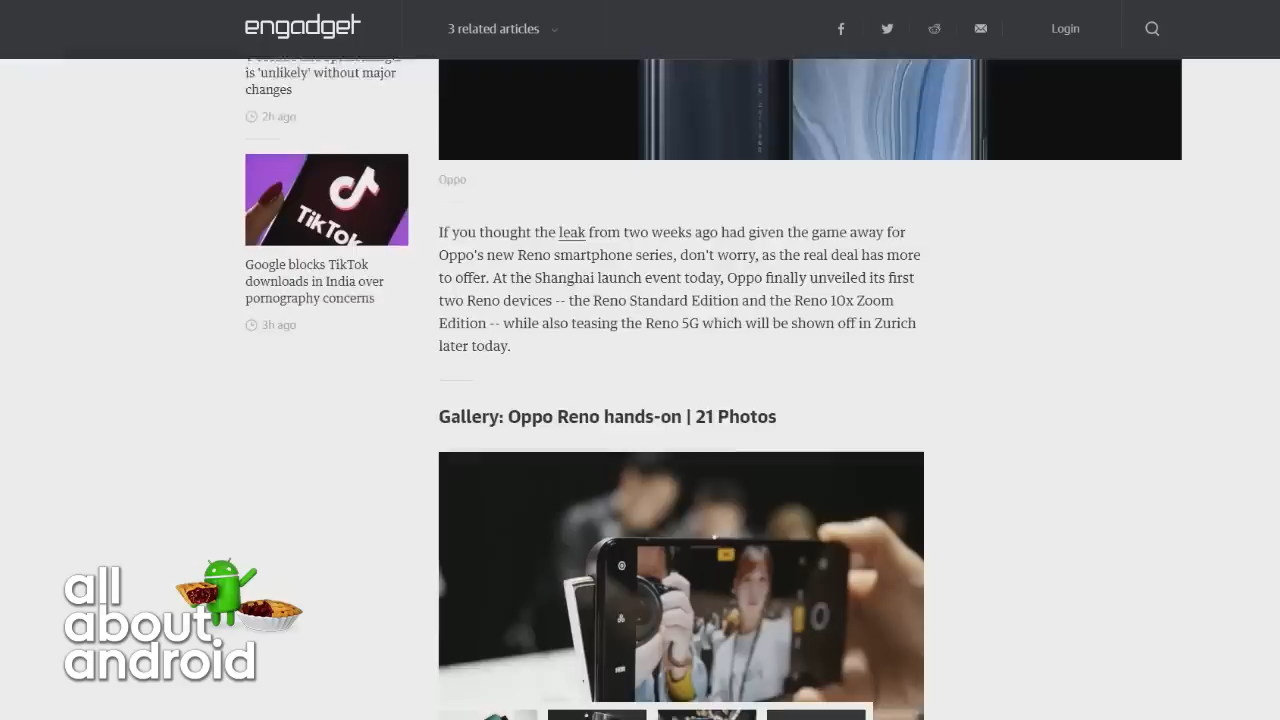 engadget
3 related articles
Login
is 'unlikely' without major
changes
2h ago
TikTok
Google blocks TikTok
downloads in India over
pornography concerns
3h ago
Oppo
If you thought the leak from two weeks ago had given the game away for
Oppo's new Reno smartphone series, don't worry, as the real deal has more
to offer. At the Shanghai launch event today, Oppo finally unveiled its first
two Reno devices -- the Reno Standard Edition and the Reno 10x Zoom
Edition -- while also teasing the Reno 5G which will be shown off in Zurich
later today.
Gallery: Oppo Reno hands-on | 21 Photos
all
about
android